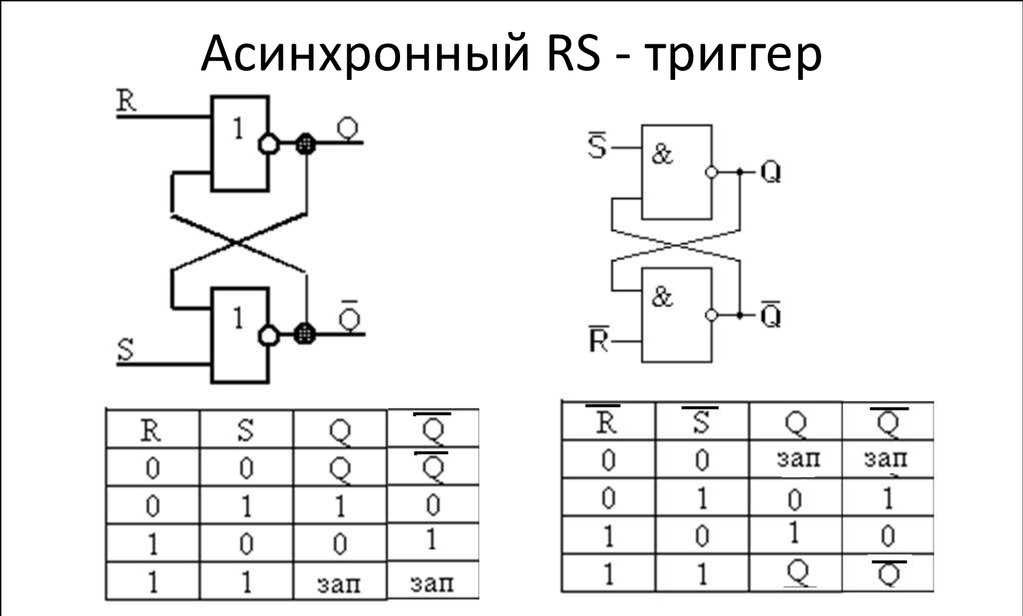 Асинхронный RS - триггер
R
1
Q
S̅
&
Q
1
Q̅
S
&
Q̅
R̅
R S Q Q̅
0 0 Q Q̅
0 1 1 0
1 0 0 1
1 1 зап зап
R̅ S̅ Q Q̅
0 0 зап зап
0 1 0 1
1 0 1 0
1 1 Q Q̅